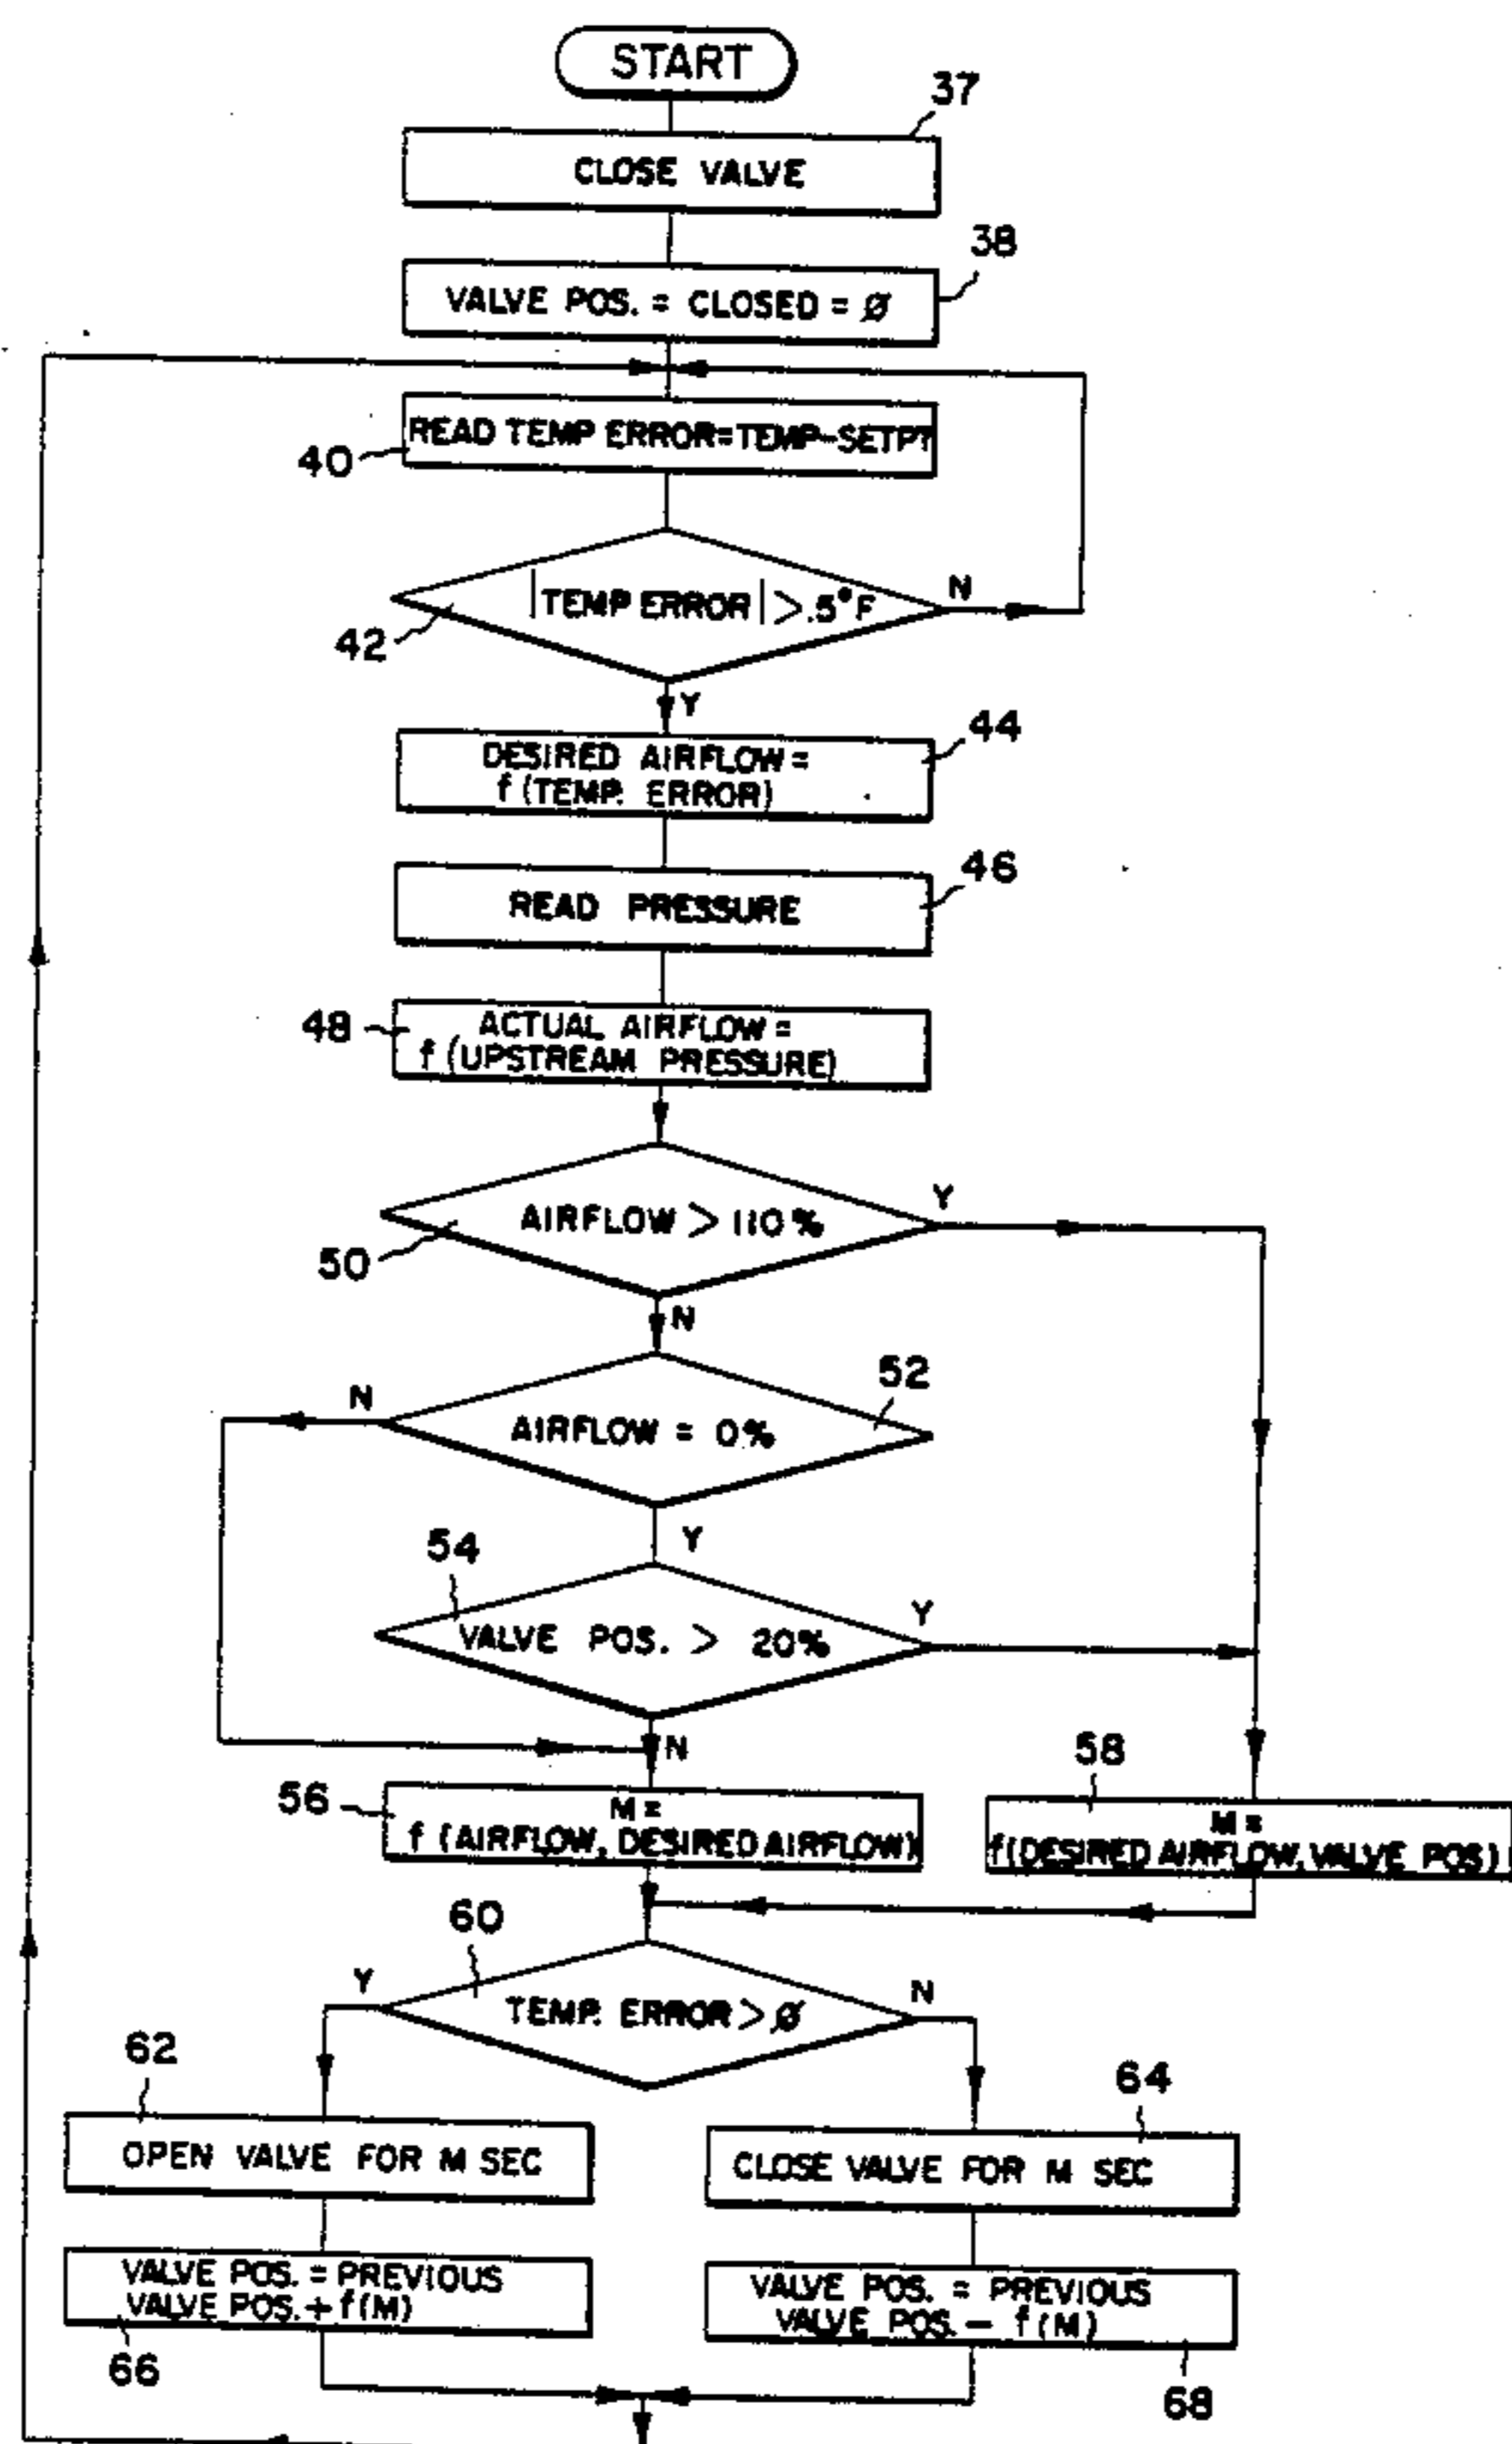 START
37
CLOSE VALVE
38
VALVE POS. = CLOSED = Ø
READ TEMP ERROR=TEMP-SETPT
40
|TEMP ERROR| > .5°F
N
42
Y
44
DESIRED AIRFLOW =
f (TEMP. ERROR)
46
READ PRESSURE
48
ACTUAL AIRFLOW =
f (UPSTREAM PRESSURE)
AIRFLOW > 110%
Y
50
N
52
N
AIRFLOW = 0%
Y
54
VALVE POS. > 20%
Y
N
56
M =
f (AIRFLOW, DESIRED AIRFLOW)
58
M =
f (DESIRED AIRFLOW, VALVE POS)
60
Y
TEMP. ERROR > Ø
N
62
OPEN VALVE FOR M SEC
64
CLOSE VALVE FOR M SEC
VALVE POS. = PREVIOUS
VALVE POS. + f (M)
66
VALVE POS. = PREVIOUS
VALVE POS. - f (M)
68